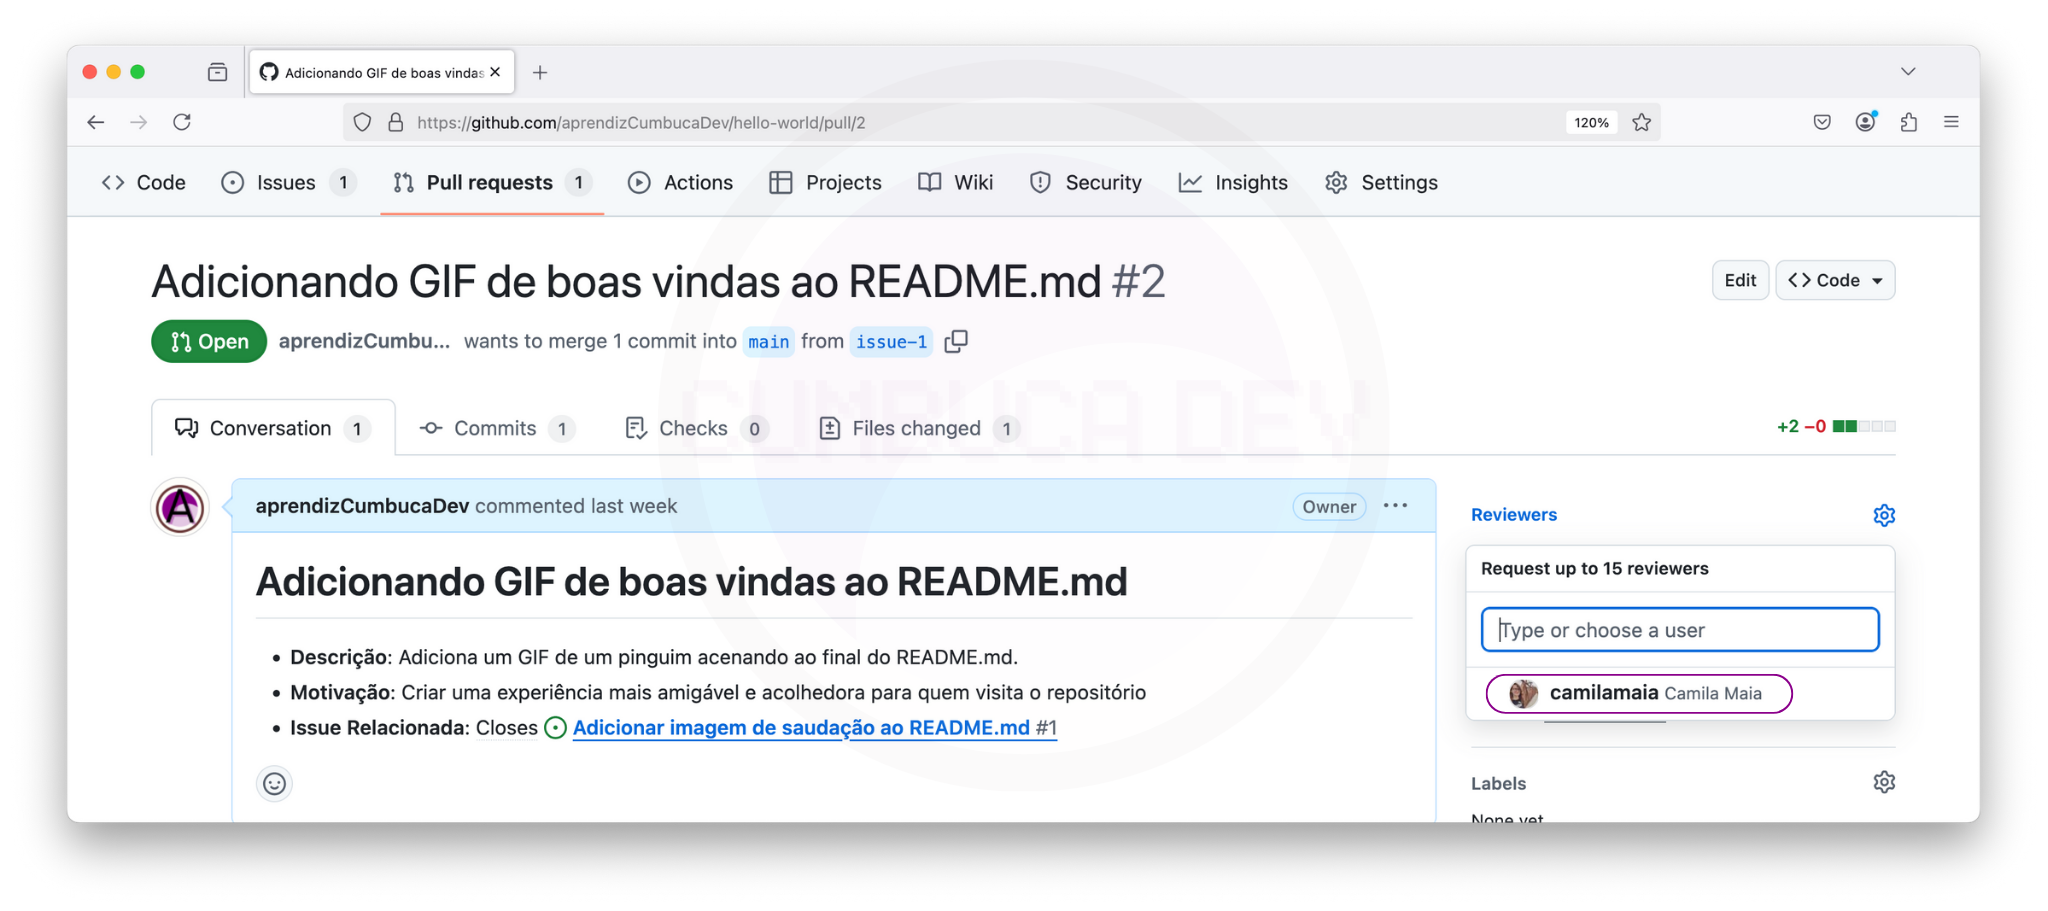 Adicionando GIF de boas vindas
https://github.com/aprendizCumbucaDev/hello-world/pull/2
120%
Code
Issues 1
Pull requests 1
Actions
Projects
Wiki
Security
Insights
Settings
Adicionando GIF de boas vindas ao README.md #2
Edit
Code
Open
aprendizCumbu... wants to merge 1 commit into main from issue-1
CUMBUCA DEV
Conversation 1
Commits 1
Checks 0
Files changed 1
+2 −0
A
aprendizCumbucaDev commented last week
Owner
Reviewers
Request up to 15 reviewers
Type or choose a user
camilamaia Camila Maia
Adicionando GIF de boas vindas ao README.md
• Descrição: Adiciona um GIF de um pinguim acenando ao final do README.md.
• Motivação: Criar uma experiência mais amigável e acolhedora para quem visita o repositório
• Issue Relacionada: Closes Adicionar imagem de saudação ao README.md #1
Labels
None yet